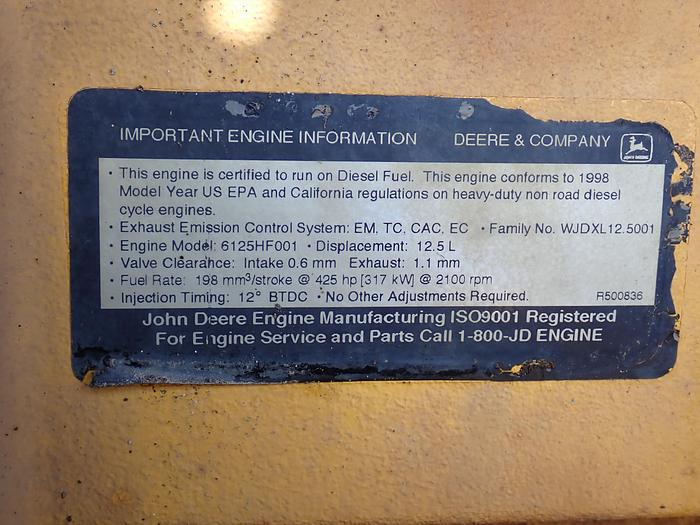 IMPORTANT ENGINE INFORMATION DEERE & COMPANY
JOHN DEERE
• This engine is certified to run on Diesel Fuel. This engine conforms to 1998
Model Year US EPA and California regulations on heavy-duty non road diesel
cycle engines.
• Exhaust Emission Control System: EM, TC, CAC, EC • Family No. WJDXL12.5001
• Engine Model: 6125HF001 • Displacement: 12.5 L
• Valve Clearance: Intake 0.6 mm Exhaust: 1.1 mm
• Fuel Rate: 198 mm³/stroke @ 425 hp [317 kW] @ 2100 rpm
• Injection Timing: 12° BTDC • No Other Adjustments Required. R500836
John Deere Engine Manufacturing ISO9001 Registered
For Engine Service and Parts Call 1-800-JD ENGINE